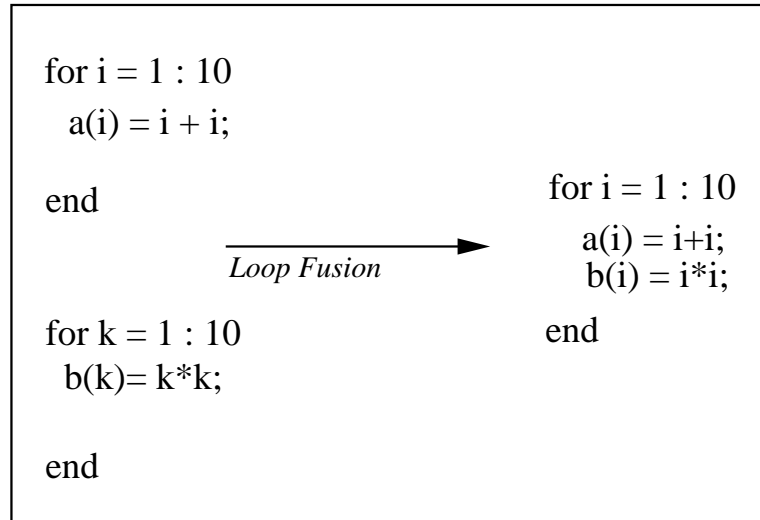 for i = 1 : 10
a(i) = i + i;
end
for k = 1 : 10
b(k)= k*k;
end
Loop Fusion
for i = 1 : 10
a(i) = i+i;
b(i) = i*i;
end